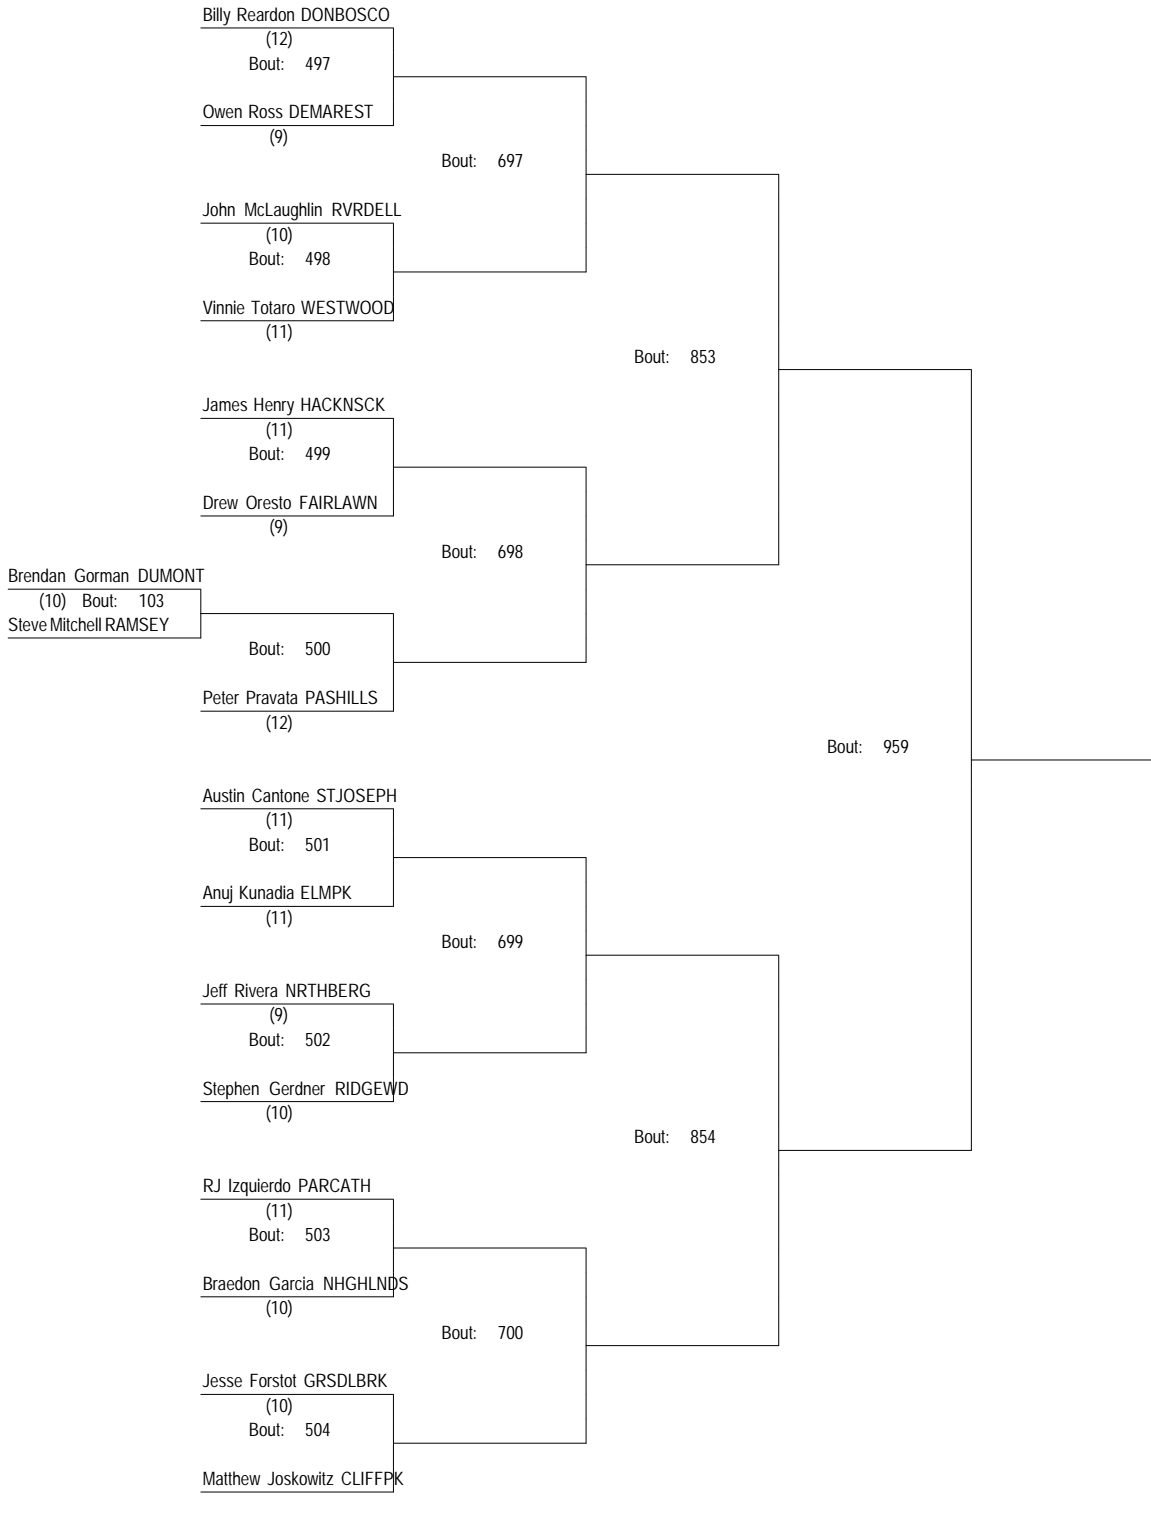 Billy Reardon DONBOSCO
(12)
Bout: 497
Owen Ross DEMAREST
(9)
Bout: 697
John McLaughlin RVRDELL
(10)
Bout: 498
Vinnie Totaro WESTWOOD
(11)
Bout: 853
James Henry HACKNSCK
(11)
Bout: 499
Drew Oresto FAIRLAWN
(9)
Bout: 698
Brendan Gorman DUMONT
(10) Bout: 103
Steve Mitchell RAMSEY
Bout: 500
Peter Pravata PASHILLS
(12)
Bout: 959
Austin Cantone STJOSEPH
(11)
Bout: 501
Anuj Kunadia ELMPK
(11)
Bout: 699
Jeff Rivera NRTHBERG
(9)
Bout: 502
Stephen Gerdner RIDGEWD
(10)
Bout: 854
RJ Izquierdo PARCATH
(11)
Bout: 503
Braedon Garcia NHGHLNDS
(10)
Bout: 700
Jesse Forstot GRSDLBRK
(10)
Bout: 504
Matthew Joskowitz CLIFFPK